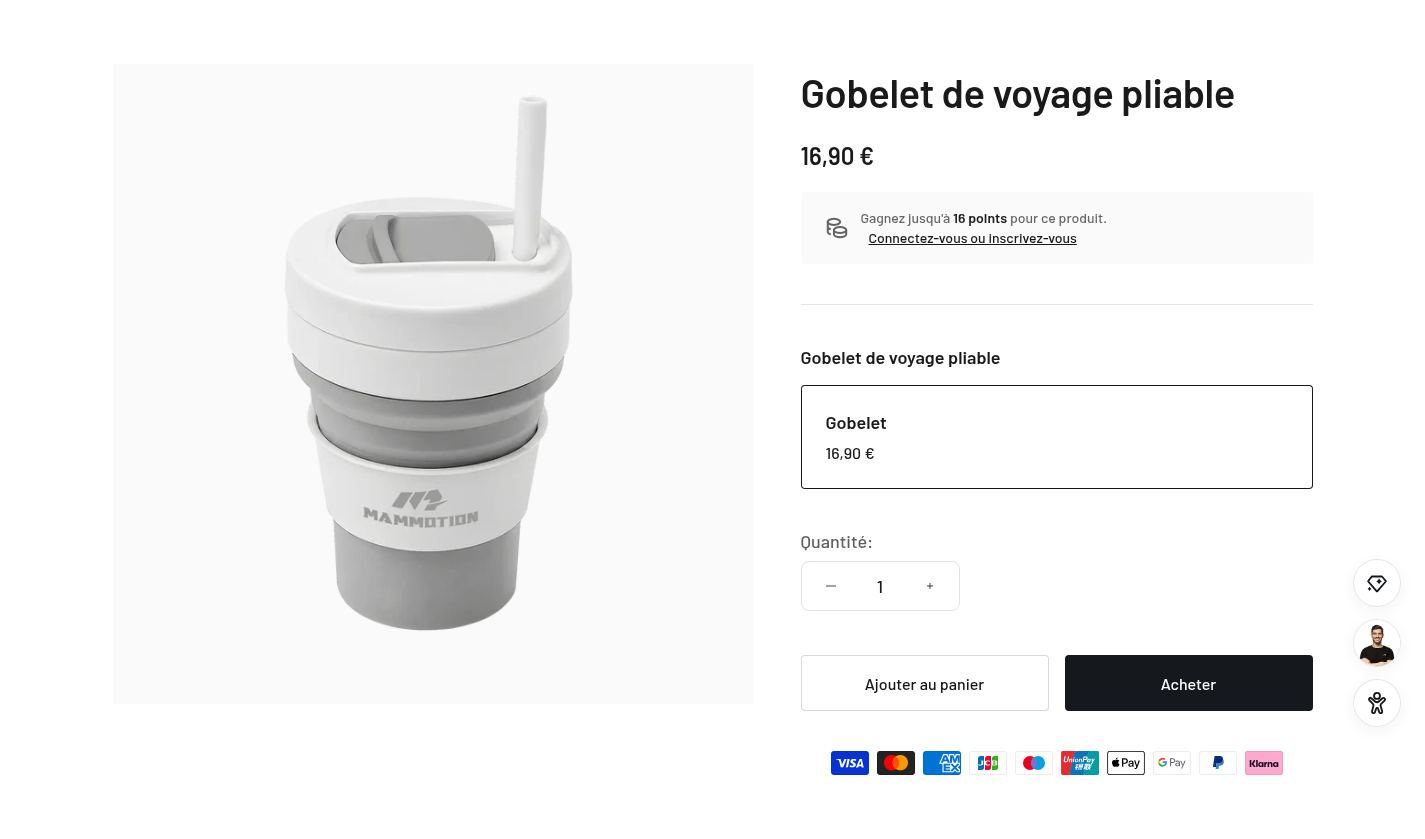 Gobelet de voyage pliable
16,90 €
Gagnez jusqu'à 16 points pour ce produit.
Connectez-vous ou Inscrivez-vous
Gobelet de voyage pliable
Gobelet
16,90 €
Quantité:
— 1 +
Ajouter au panier
Acheter
MAMMOTION
VISA AMEX JCB UnionPay 银联 Pay G Pay P Klarna